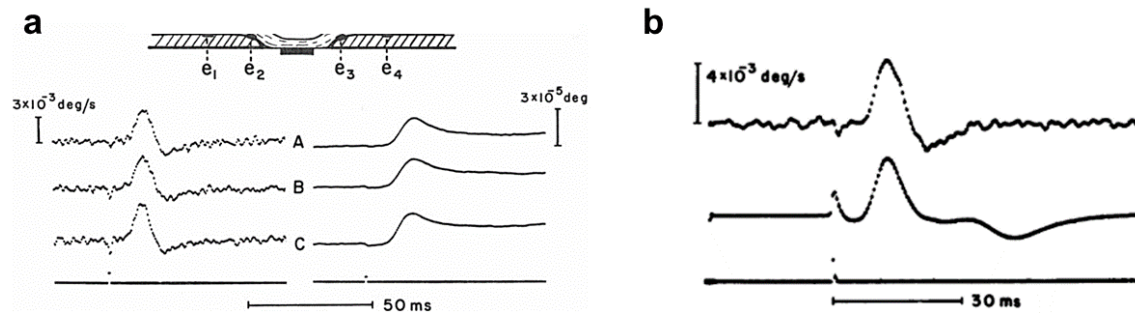 a
e1 e2 e3 e4
3×10⁻³ deg/s
3×10⁻⁵ deg
A
B
C
50 ms
b
4×10⁻³ deg/s
30 ms